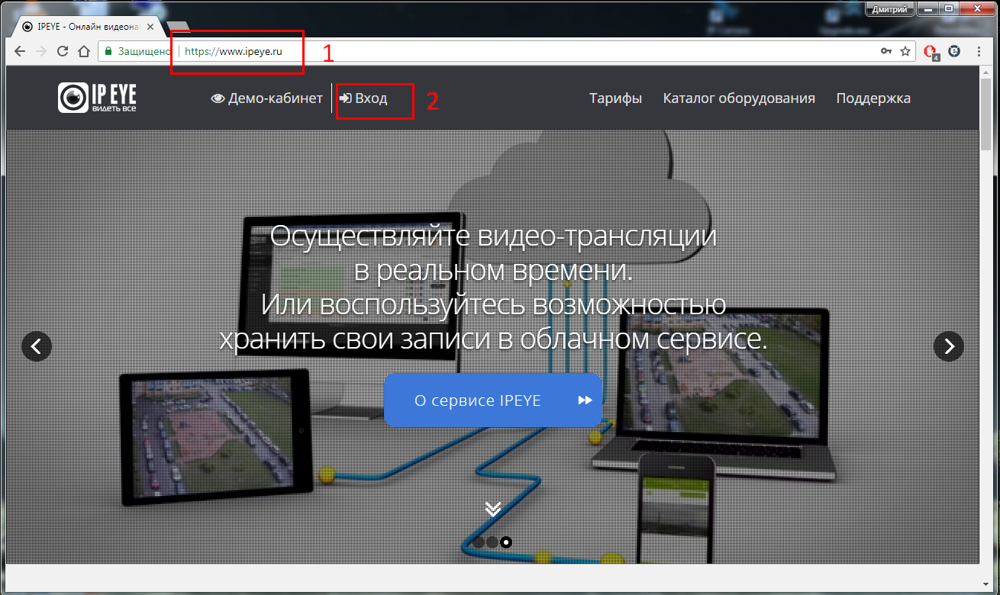 Дмитрий
IPEYE - Онлайн видеона
Защищено
https://www.ipeye.ru
1
4
IP EYE
видеть все
Демо-кабинет
Вход
2
Тарифы
Каталог оборудования
Поддержка
Осуществляйте видео-трансляции
в реальном времени.
Или воспользуйтесь возможностью
хранить свои записи в облачном сервисе.
О сервисе IPEYE